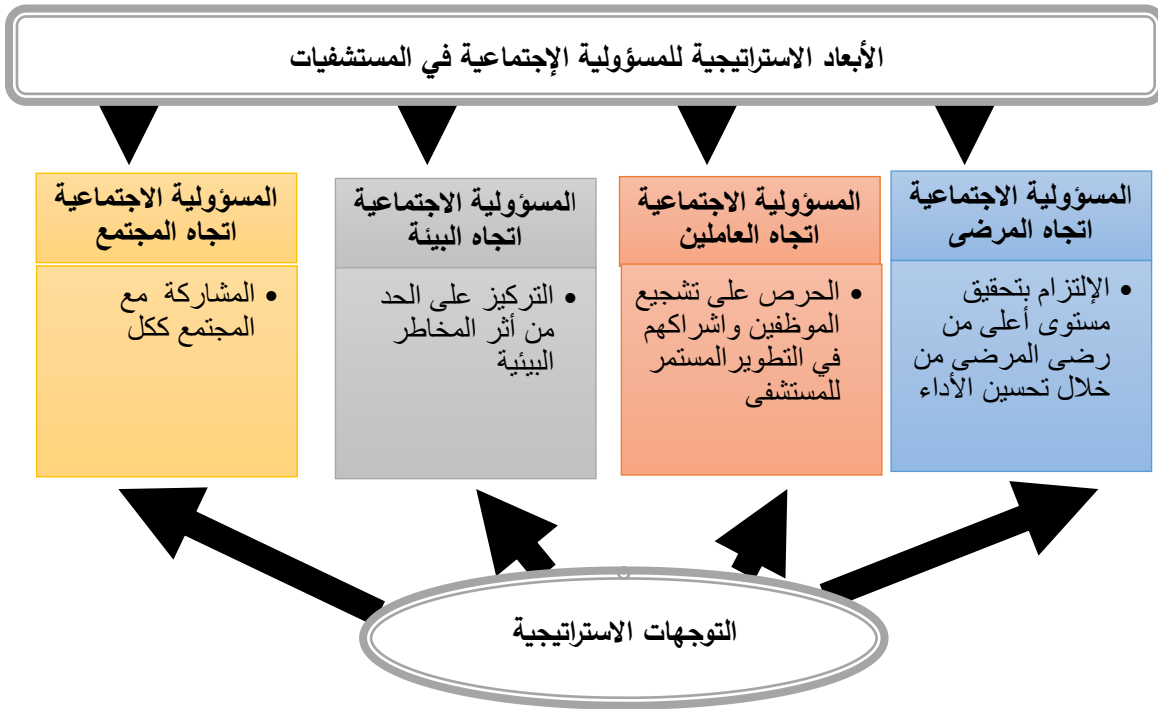 الأبعاد الاستراتيجية للمسؤولية الإجتماعية في المستشفيات
المسؤولية الاجتماعية
اتجاه المرضى
• الإلتزام بتحقيق
مستوى أعلى من
رضى المرضى من
خلال تحسين الأداء
المسؤولية الاجتماعية
اتجاه العاملين
• الحرص على تشجيع
الموظفين واشراكهم
في التطويرالمستمر
للمستشفى
المسؤولية الاجتماعية
اتجاه البيئة
• التركيز على الحد
من أثر المخاطر
البيئية
المسؤولية الاجتماعية
اتجاه المجتمع
• المشاركة مع
المجتمع ككل
التوجهات الاستراتيجية